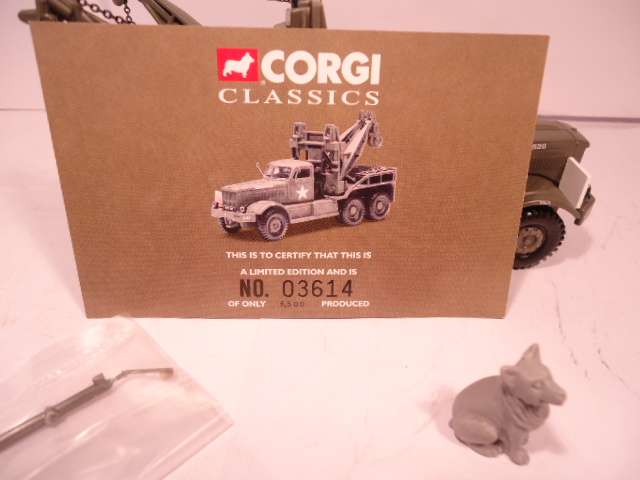 CORGI
CLASSICS
THIS IS TO CERTIFY THAT THIS IS
A LIMITED EDITION AND IS
NO. 03614
OF ONLY 5,500 PRODUCED